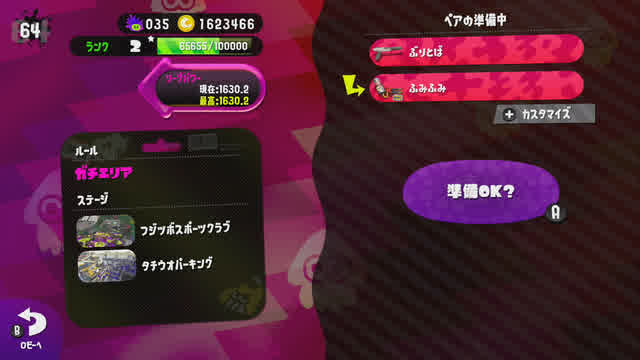 64
035
1623466
ランク 2 65655/100000
リーグパワー
現在:1630.2
最高:1630.2
ルール
ガチエリア
ステージ
フジツボスポーツクラブ
タチウオパーキング
B
ロビーへ
ペアの準備中
ぷりとば
ふみふみ
カスタマイズ
準備OK?
A